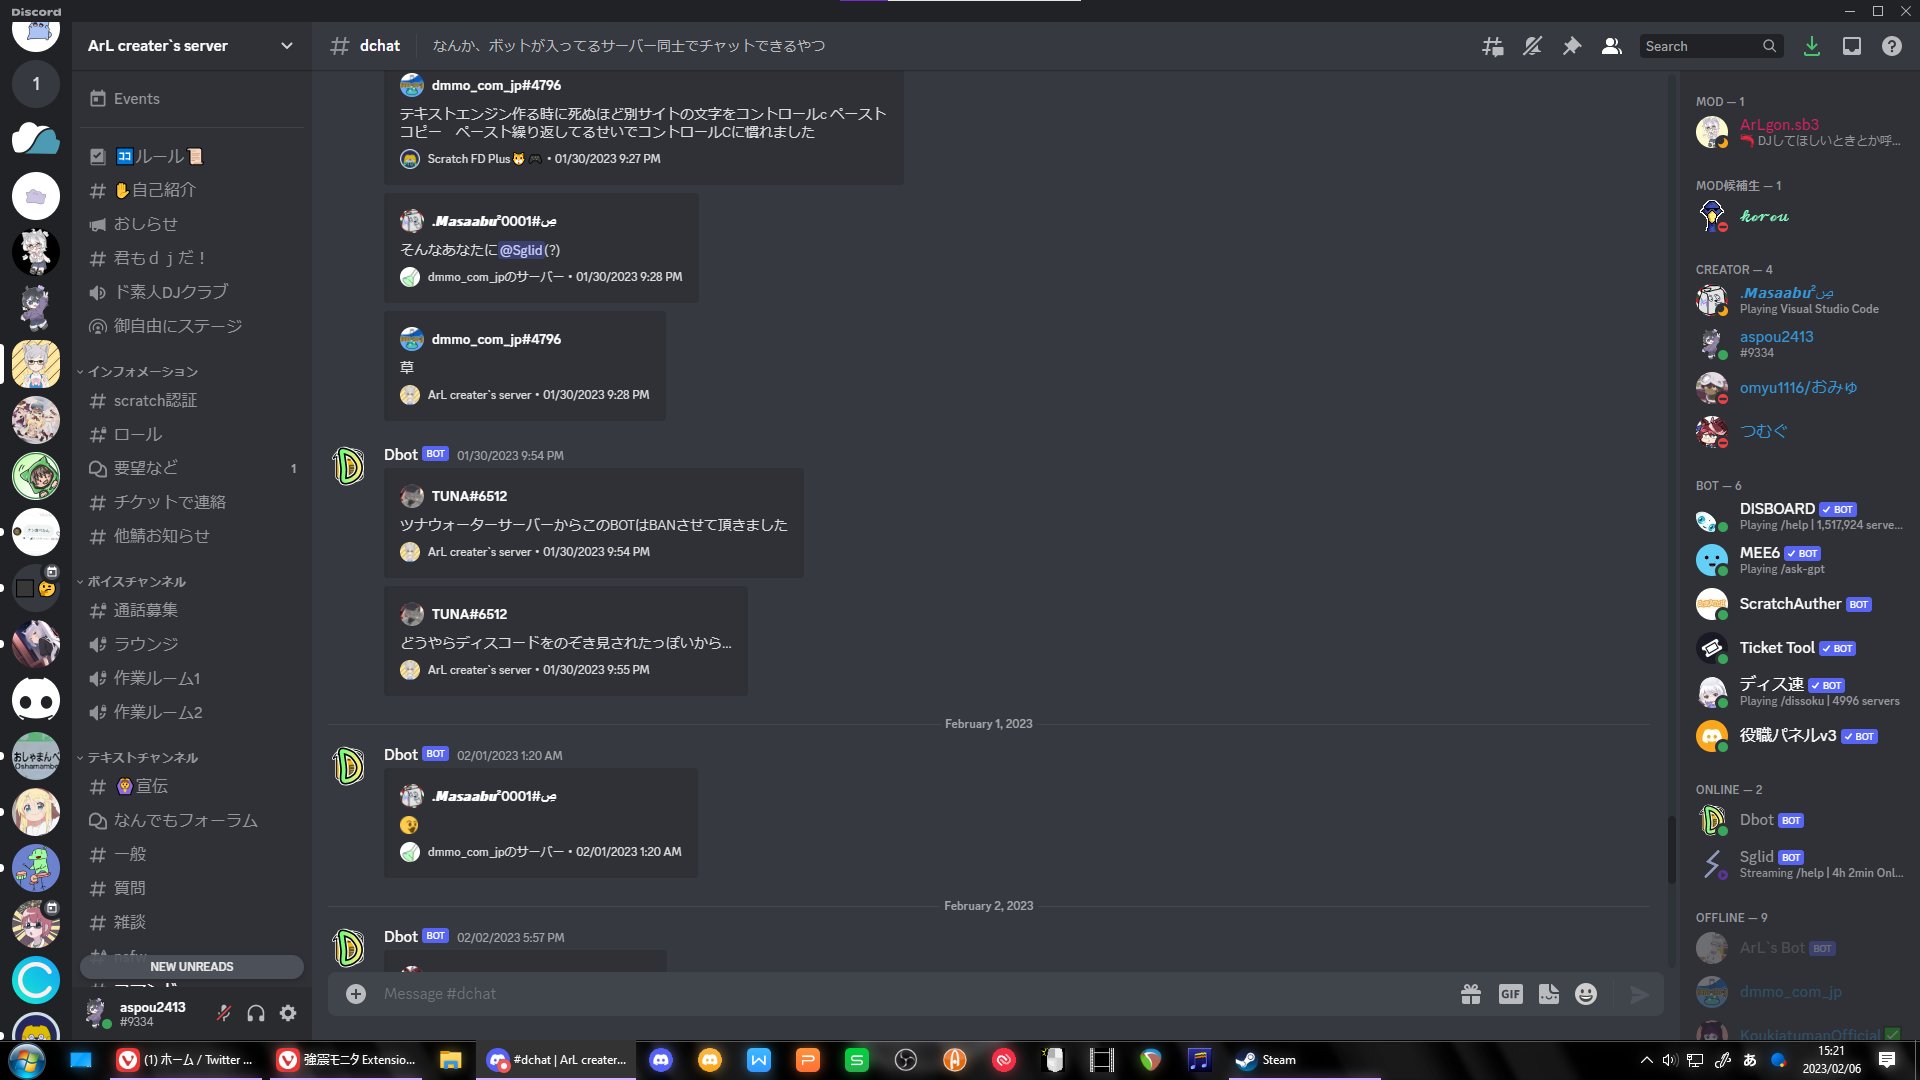 Discord
ArL creater`s server
Events
ココルール
自己紹介
おしらせ
君もｄｊだ！
ド素人DJクラブ
御自由にステージ
インフォメーション
scratch認証
ロール
要望など
1
チケットで連絡
他鯖お知らせ
ボイスチャンネル
通話募集
ラウンジ
作業ルーム1
作業ルーム2
テキストチャンネル
宣伝
なんでもフォーラム
一般
質問
雑談
NEW UNREADS
aspou2413
#9334
1
おしゃまんべ
Oshamambe
dchat
なんか、ボットが入ってるサーバー同士でチャットできるやつ
Search
dmmo_com_jp#4796
テキストエンジン作る時に死ぬほど別サイトの文字をコントロールc ペースト
コピー　ペースト繰り返してるせいでコントロールCに慣れました
Scratch FD Plus🐯 🎮 • 01/30/2023 9:27 PM
.Masaabu²ص#0001
そんなあなたに@Sglid(?)
dmmo_com_jpのサーバー • 01/30/2023 9:28 PM
dmmo_com_jp#4796
草
ArL creater`s server • 01/30/2023 9:28 PM
Dbot BOT 01/30/2023 9:54 PM
TUNA#6512
ツナウォーターサーバーからこのBOTはBANさせて頂きました
ArL creater`s server • 01/30/2023 9:54 PM
TUNA#6512
どうやらディスコードをのぞき見されたっぽいから...
ArL creater`s server • 01/30/2023 9:55 PM
February 1, 2023
Dbot BOT 02/01/2023 1:20 AM
.Masaabu²ص#0001
dmmo_com_jpのサーバー • 02/01/2023 1:20 AM
February 2, 2023
Dbot BOT 02/02/2023 5:57 PM
Message #dchat
GIF
MOD — 1
ArLgon.sb3
DJしてほしいときとか呼...
MOD候補生 — 1
korou
CREATOR — 4
.Masaabu²ص
Playing Visual Studio Code
aspou2413
#9334
omyu1116/おみゅ
つむぐ
BOT — 6
DISBOARD BOT
Playing /help | 1,517,924 serve...
MEE6 BOT
Playing /ask-gpt
ScratchAuther BOT
Ticket Tool BOT
ディス速 BOT
Playing /dissoku | 4996 servers
役職パネルv3 BOT
ONLINE — 2
Dbot BOT
Sglid BOT
Streaming /help | 4h 2min Onl...
OFFLINE — 9
ArL`s Bot BOT
dmmo_com_jp
KoukiatumanOfficial
(1) ホーム / Twitter ...
強震モニタ Extensio...
#dchat | ArL creater...
Steam
あ
15:21
2023/02/06